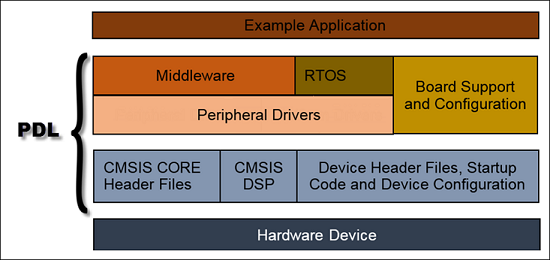 Example Application
PDL
Middleware
RTOS
Board Support
and Configuration
Peripheral Drivers
CMSIS CORE
Header Files
CMSIS
DSP
Device Header Files, Startup
Code and Device Configuration
Hardware Device